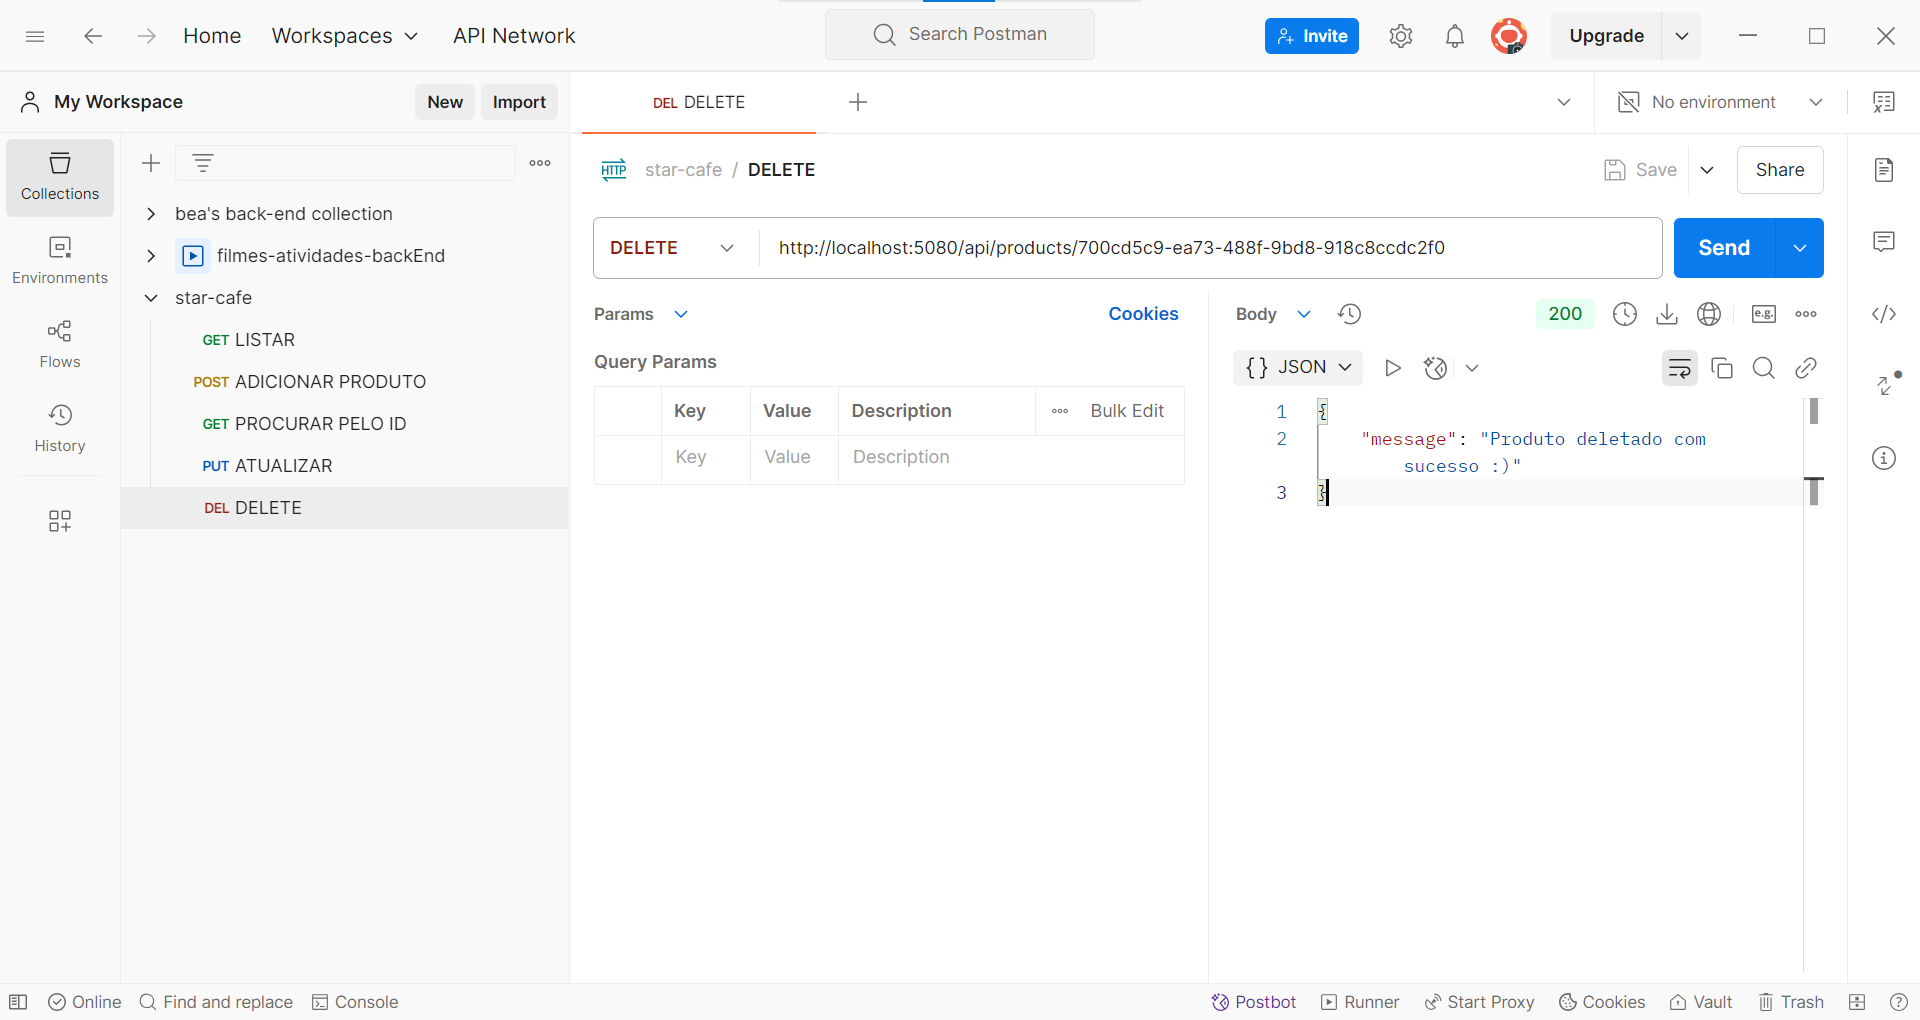 Home Workspaces API Network Search Postman Invite Upgrade
My Workspace New Import DEL DELETE No environment
Collections
Environments
Flows
History
bea's back-end collection
filmes-atividades-backEnd
star-cafe
GET LISTAR
POST ADICIONAR PRODUTO
GET PROCURAR PELO ID
PUT ATUALIZAR
DEL DELETE
HTTP star-cafe / DELETE Save Share
DELETE http://localhost:5080/api/products/700cd5c9-ea73-488f-9bd8-918c8ccdc2f0 Send
Params Cookies
Query Params
Key Value Description Bulk Edit
Key Value Description
Body 200 e.g.
{} JSON
1 {
2 "message": "Produto deletado com
sucesso :)"
3 }
Online Find and replace Console Postbot Runner Start Proxy Cookies Vault Trash